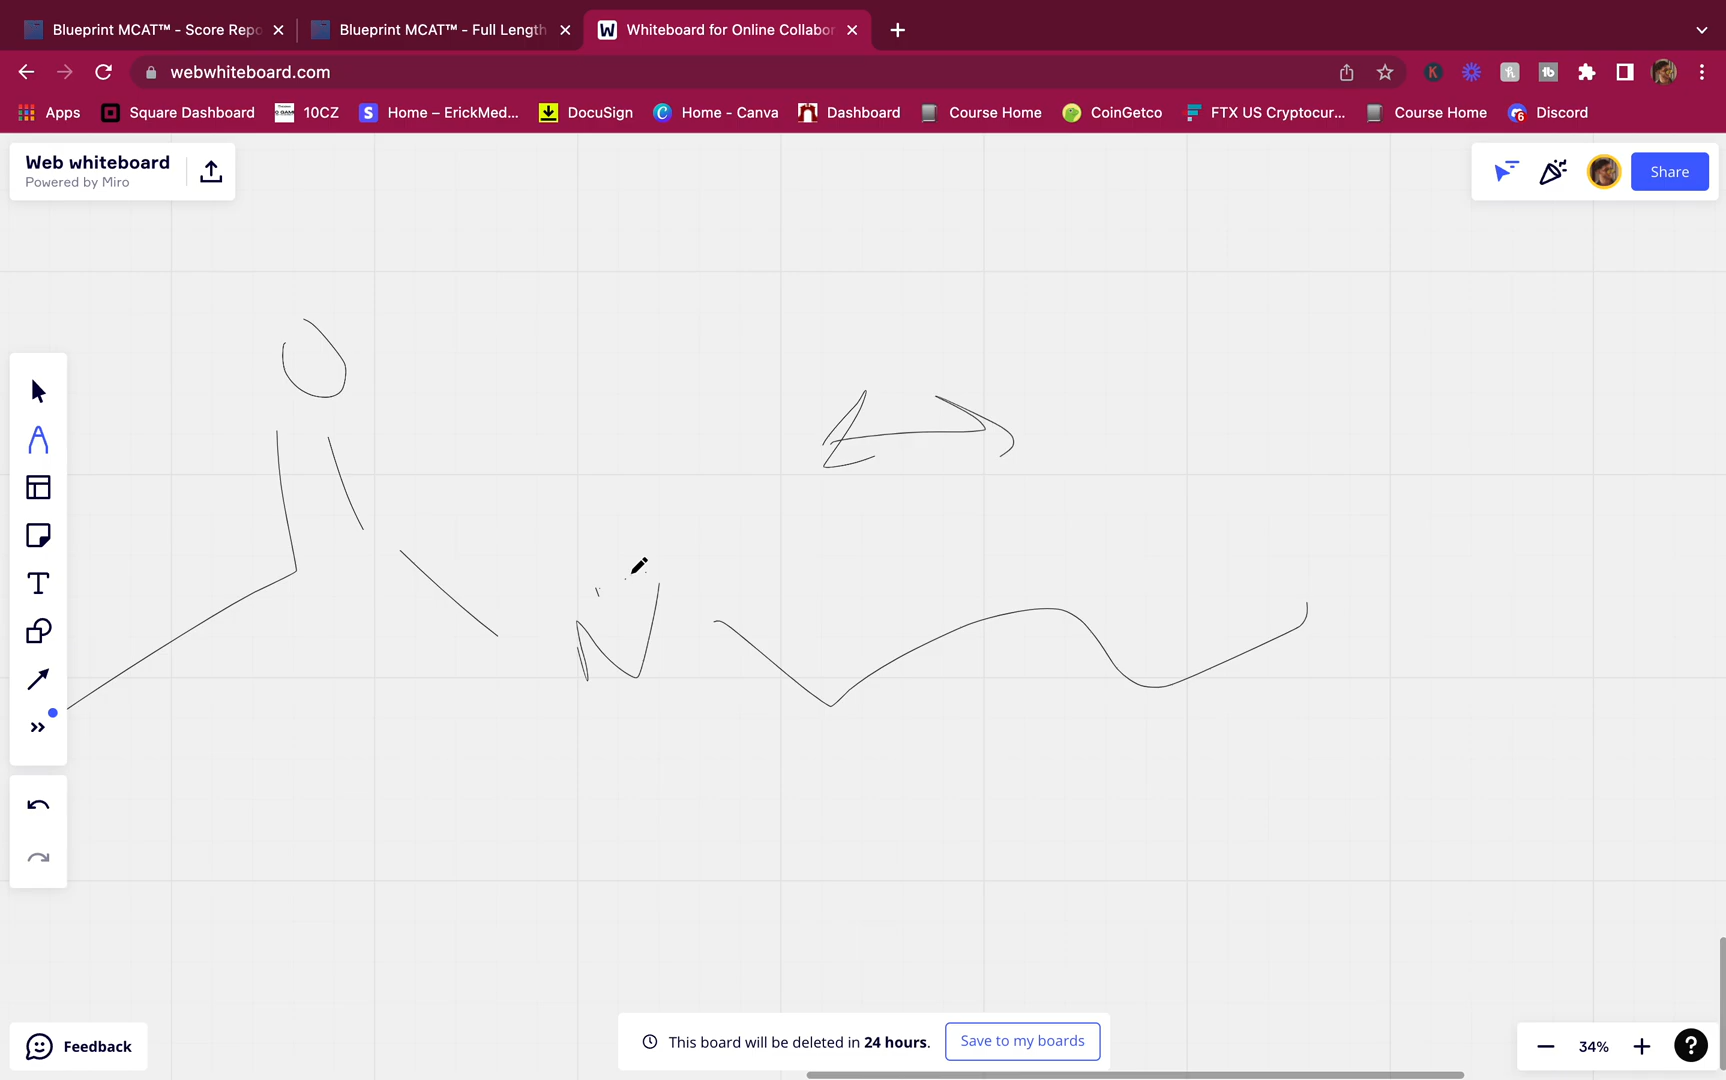 Blueprint MCAT™ - Score Repo
Blueprint MCAT™ - Full Length
W Whiteboard for Online Collabor
webwhiteboard.com
K
tb
Apps
Square Dashboard
10CZ
S Home – ErickMed...
DocuSign
C Home - Canva
Dashboard
Course Home
CoinGetco
FTX US Cryptocur...
Course Home
6 Discord
Web whiteboard
Powered by Miro
Share
T
N
Feedback
This board will be deleted in 24 hours.
Save to my boards
34%
?